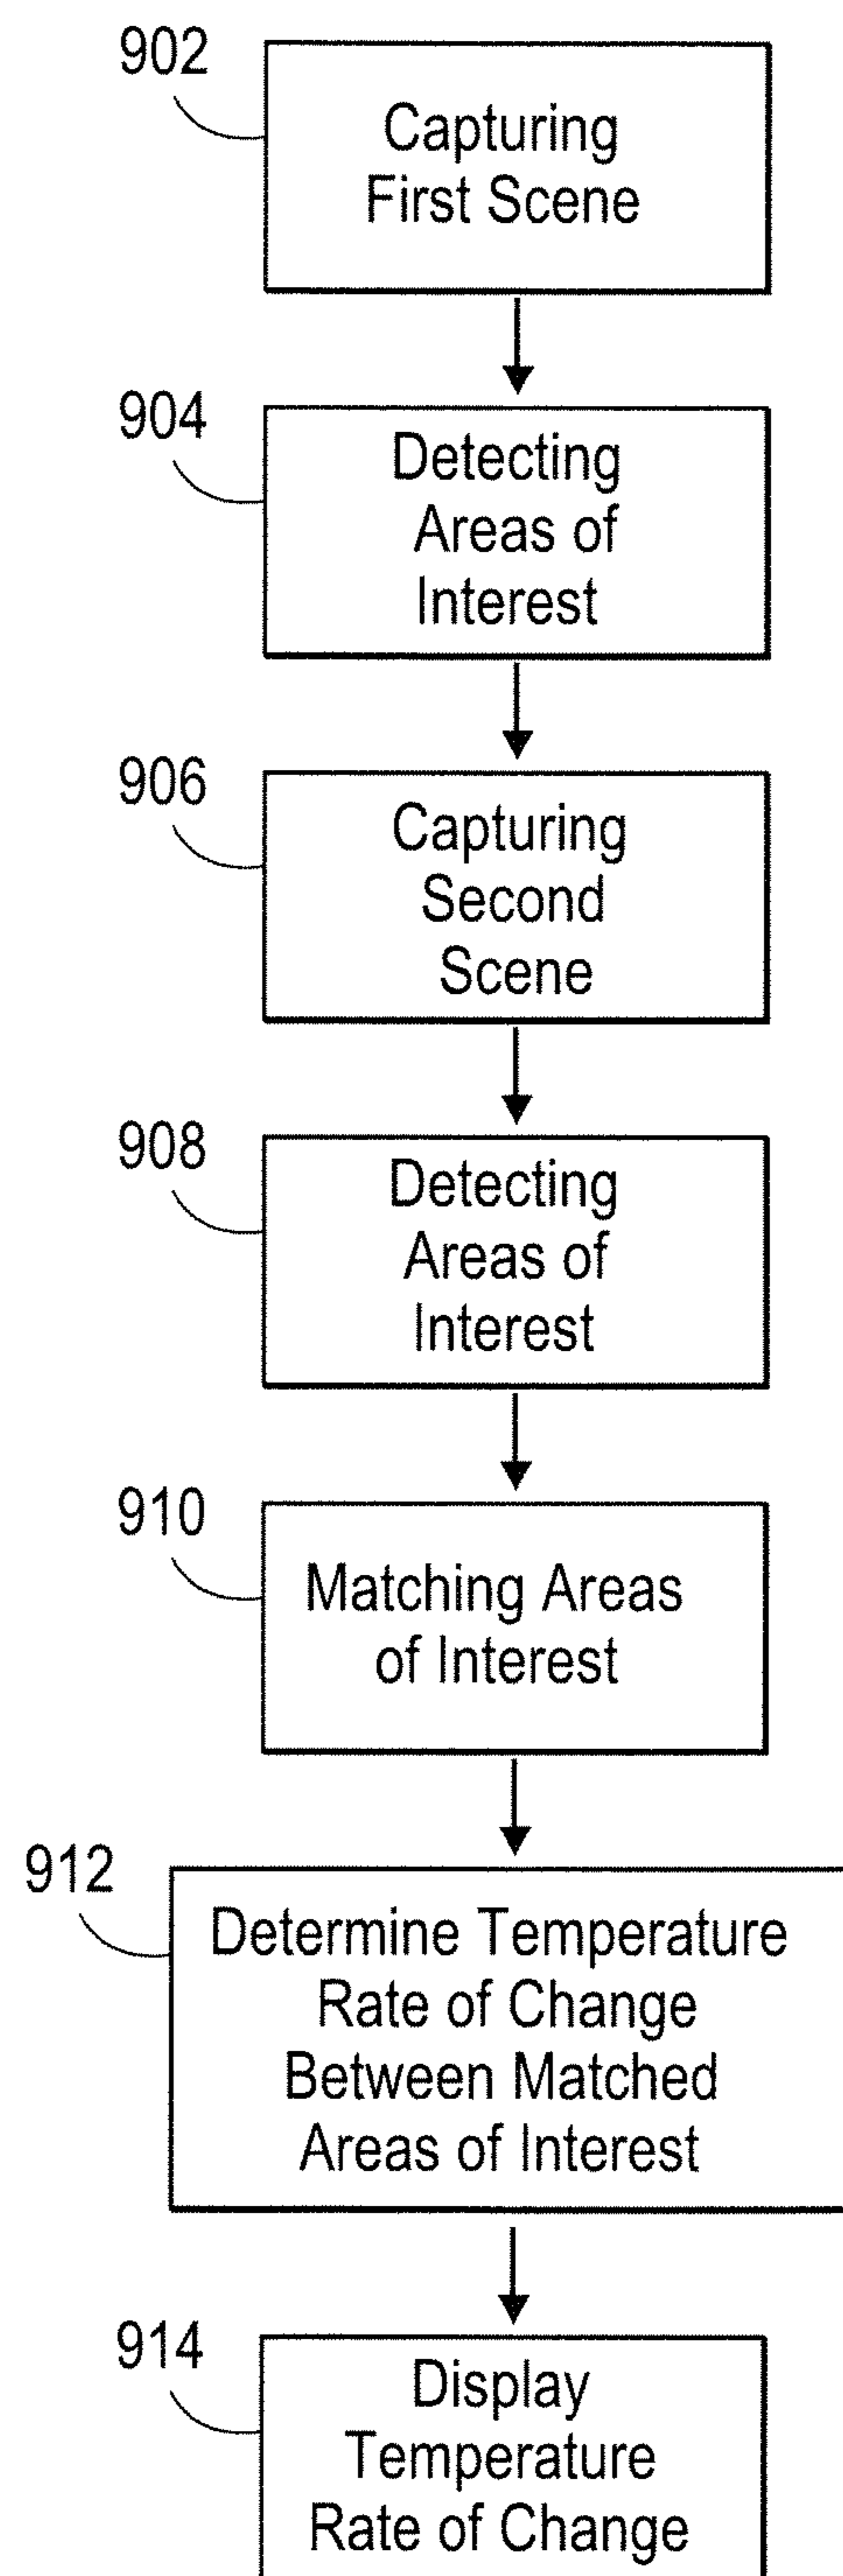 902
Capturing
First Scene
904
Detecting
Areas of
Interest
906
Capturing
Second
Scene
908
Detecting
Areas of
Interest
910
Matching Areas
of Interest
912
Determine Temperature
Rate of Change
Between Matched
Areas of Interest
914
Display
Temperature
Rate of Change